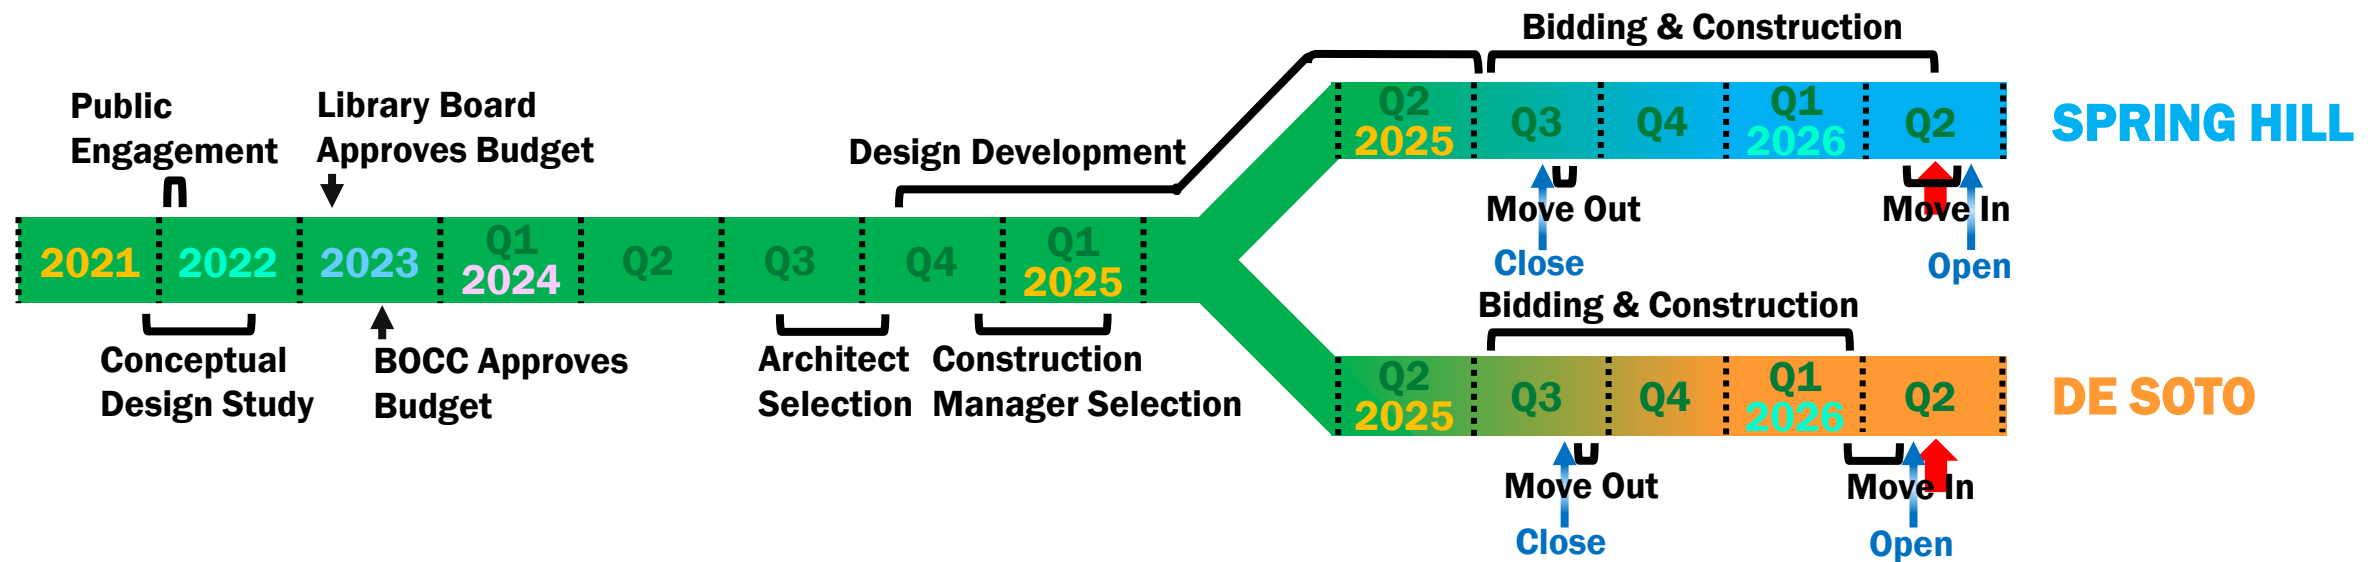 Public
Engagement
Library Board
Approves Budget
Design Development
2021
2022
2023
Q1
2024
Q2
Q3
Q4
Q1
2025
Conceptual
Design Study
BOCC Approves
Budget
Architect
Selection
Construction
Manager Selection
Bidding & Construction
Q2
2025
Q3
Q4
Q1
2026
Q2
SPRING HILL
Move Out
Move In
Close
Open
Bidding & Construction
Q2
2025
Q3
Q4
Q1
2026
Q2
DE SOTO
Move Out
Move In
Close
Open